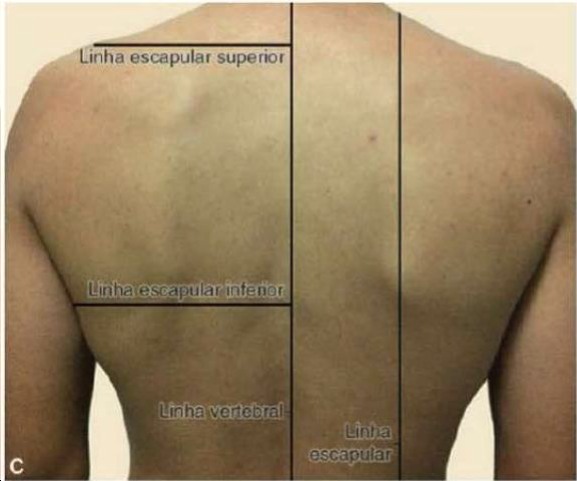 Linha escapular superior
Linha escapular inferior
Linha vertebral
Linha
escapular
C